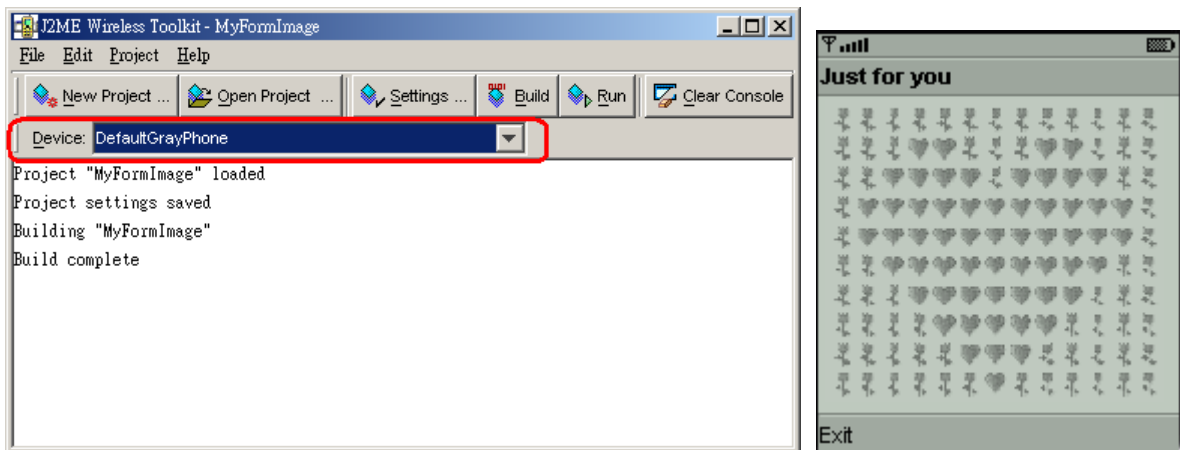 J2ME Wireless Toolkit - MyFormImage
File Edit Project Help
New Project ... Open Project ... Settings ... Build Run Clear Console
Device: DefaultGrayPhone
Project "MyFormImage" loaded
Project settings saved
Building "MyFormImage"
Build complete
Just for you
Exit